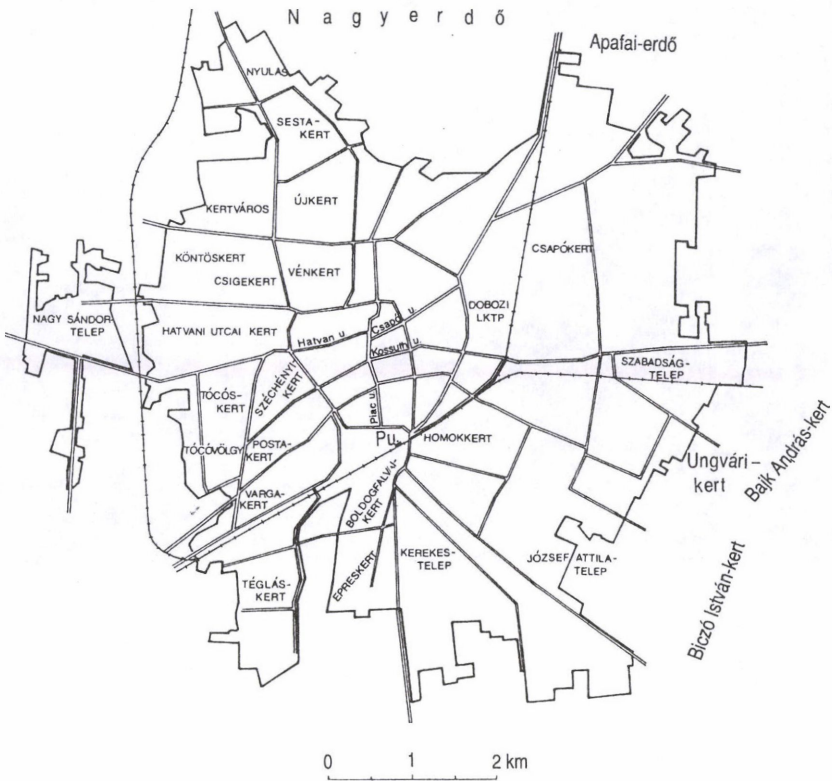 Nagyerdő
Apafai-erdő
NYULAS
SESTA-
KERT
KERTVÁROS
ÚJKERT
CSAPÓKERT
KÖNTÖSKERT
CSIGEKERT
VÉNKERT
DOBOZI
LKTP
NAGY SÁNDOR-
TELEP
HATVANI UTCAI KERT
Hatvan u.
Csapó u.
Kossuth u.
SZABADSÁG-
TELEP
TÓCÓS-
KERT
SZÉCHENYI
KERT
Piac u.
TÓCÓVÖLGY
POSTA-
KERT
Pu.
HOMOKKERT
Ungvári-
kert
Bajk András-kert
VARGA-
KERT
BOLDOGFALVI-
KERT
TÉGLÁS-
KERT
EPRESKERT
KEREKES-
TELEP
JÓZSEF ATTILA-
TELEP
Biczó István-kert
0 1 2 km